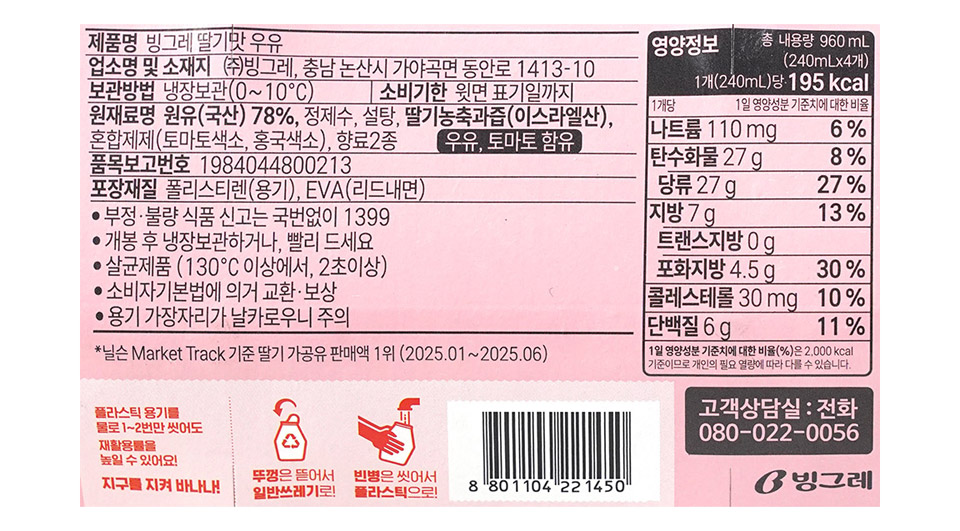 제품명 빙그레 딸기맛 우유
업소명 및 소재지 ㈜빙그레, 충남 논산시 가야곡면 동안로 1413-10
보관방법 냉장보관(0~10℃) 소비기한 윗면 표기일까지
원재료명 원유(국산) 78%, 정제수, 설탕, 딸기농축과즙(이스라엘산),
혼합제제(토마토색소, 홍국색소), 향료2종 우유, 토마토 함유
품목보고번호 1984044800213
포장재질 폴리스티렌(용기), EVA(리드내면)
• 부정·불량 식품 신고는 국번없이 1399
• 개봉 후 냉장보관하거나, 빨리 드세요
• 살균제품 (130℃ 이상에서, 2초이상)
• 소비자기본법에 의거 교환·보상
• 용기 가장자리가 날카로우니 주의
*닐슨 Market Track 기준 딸기 가공유 판매액 1위 (2025.01~2025.06)
영양정보 총 내용량 960 mL
(240mLx4개)
1개(240mL)당·195 kcal
1개당 1일 영양성분 기준치에 대한 비율
나트륨 110 mg 6 %
탄수화물 27 g 8 %
당류 27 g 27 %
지방 7 g 13 %
트랜스지방 0 g
포화지방 4.5 g 30 %
콜레스테롤 30 mg 10 %
단백질 6 g 11 %
1일 영양성분 기준치에 대한 비율(%)은 2,000 kcal
기준이므로 개인의 필요 열량에 따라 다를 수 있습니다.
플라스틱 용기를
물로 1~2번만 씻어도
재활용률을
높일 수 있어요!
지구를 지켜 바나나!
뚜껑은 뜯어서
일반쓰레기로!
빈병은 씻어서
플라스틱으로!
8 801104 221450
고객상담실 : 전화
080-022-0056
빙그레